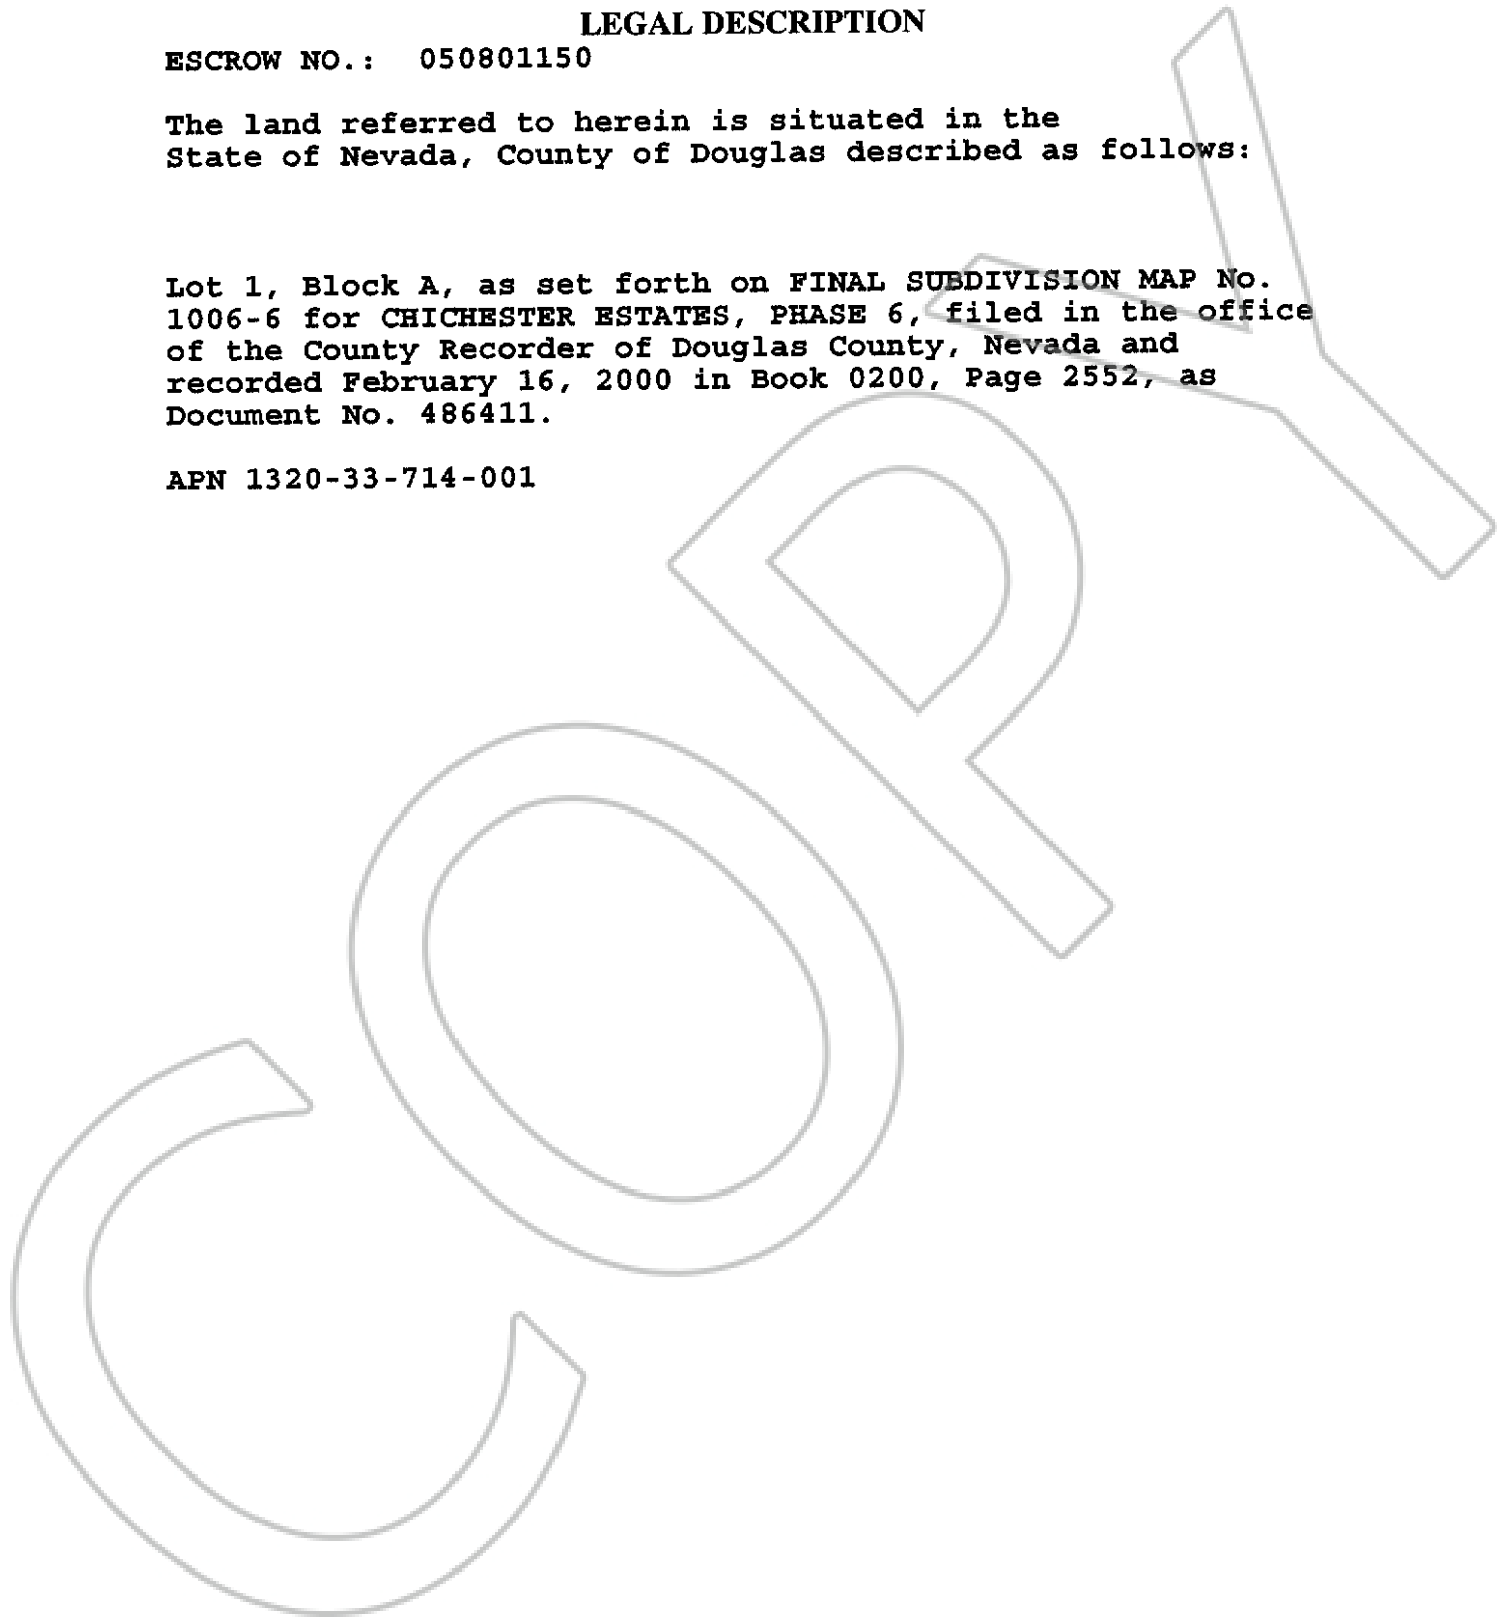 LEGAL DESCRIPTION
ESCROW NO.: 050801150
The land referred to herein is situated in the
State of Nevada, County of Douglas described as follows:
Lot 1, Block A, as set forth on FINAL SUBDIVISION MAP No.
1006-6 for CHICHESTER ESTATES, PHASE 6, filed in the office
of the County Recorder of Douglas County, Nevada and
recorded February 16, 2000 in Book 0200, Page 2552, as
Document No. 486411.
APN 1320-33-714-001
COPY